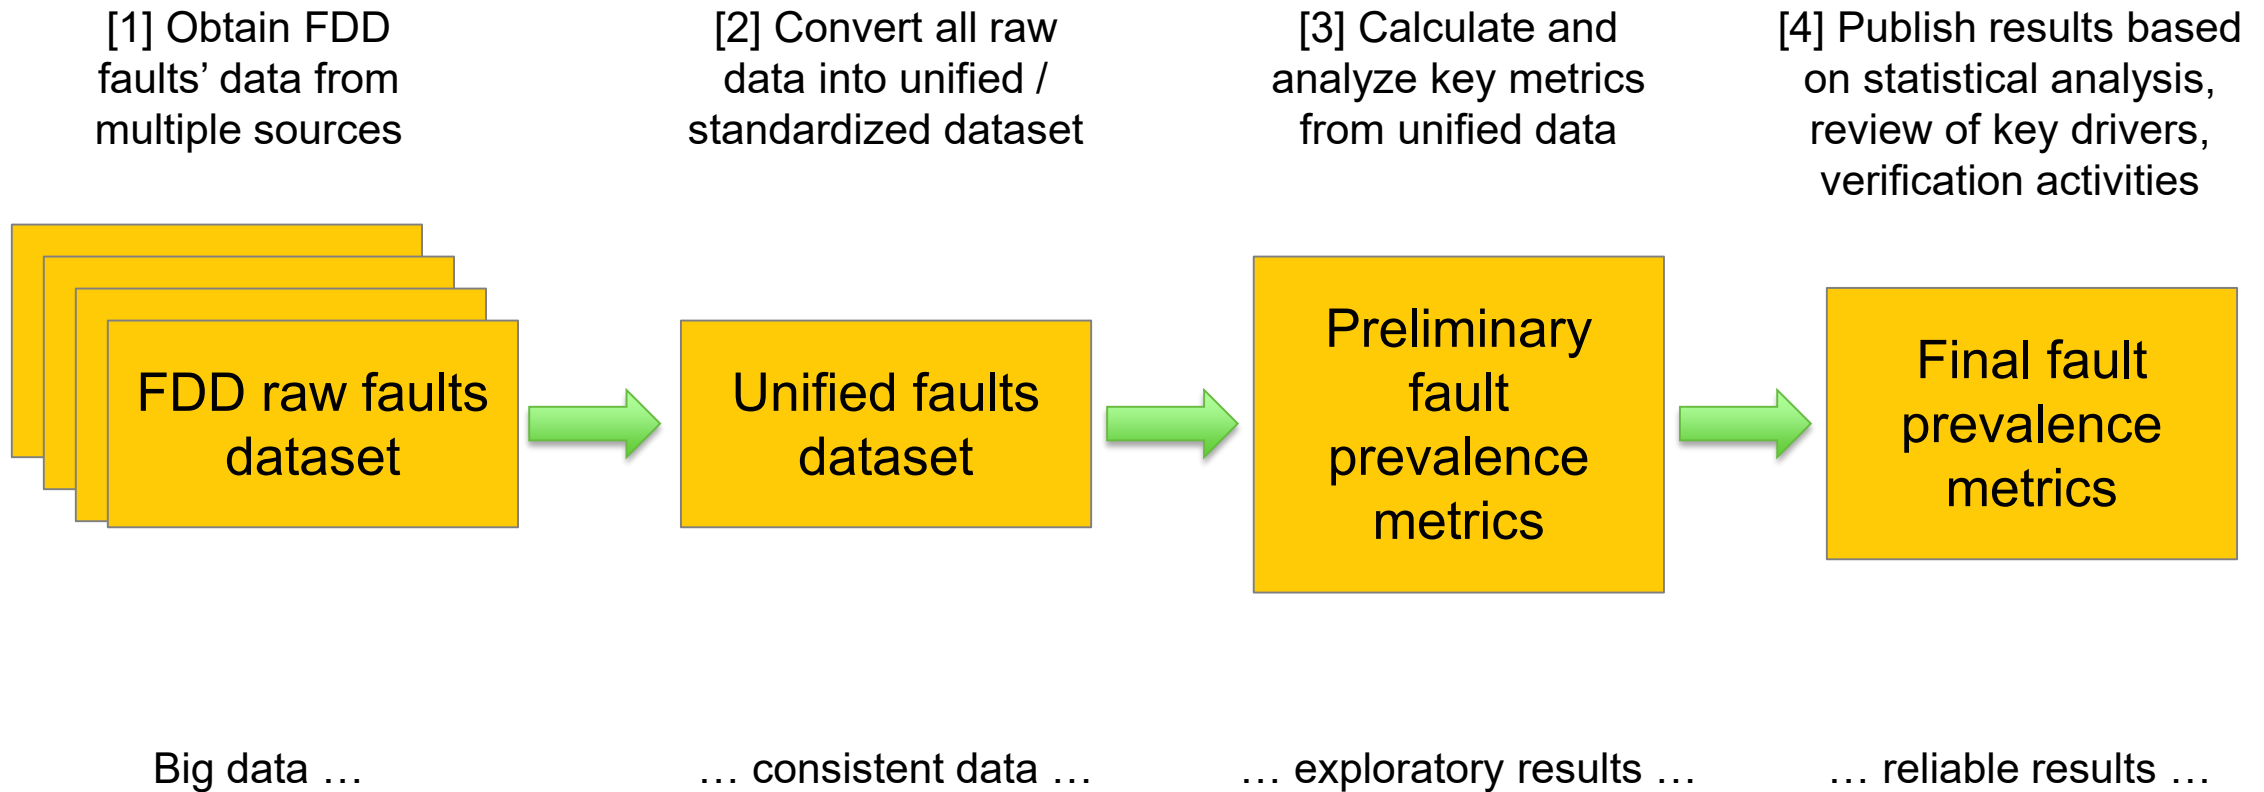 [1] Obtain FDD
faults’ data from
multiple sources
[2] Convert all raw
data into unified /
standardized dataset
[3] Calculate and
analyze key metrics
from unified data
[4] Publish results based
on statistical analysis,
review of key drivers,
verification activities
FDD raw faults
dataset
Unified faults
dataset
Preliminary
fault
prevalence
metrics
Final fault
prevalence
metrics
Big data …
… consistent data …
… exploratory results …
… reliable results …